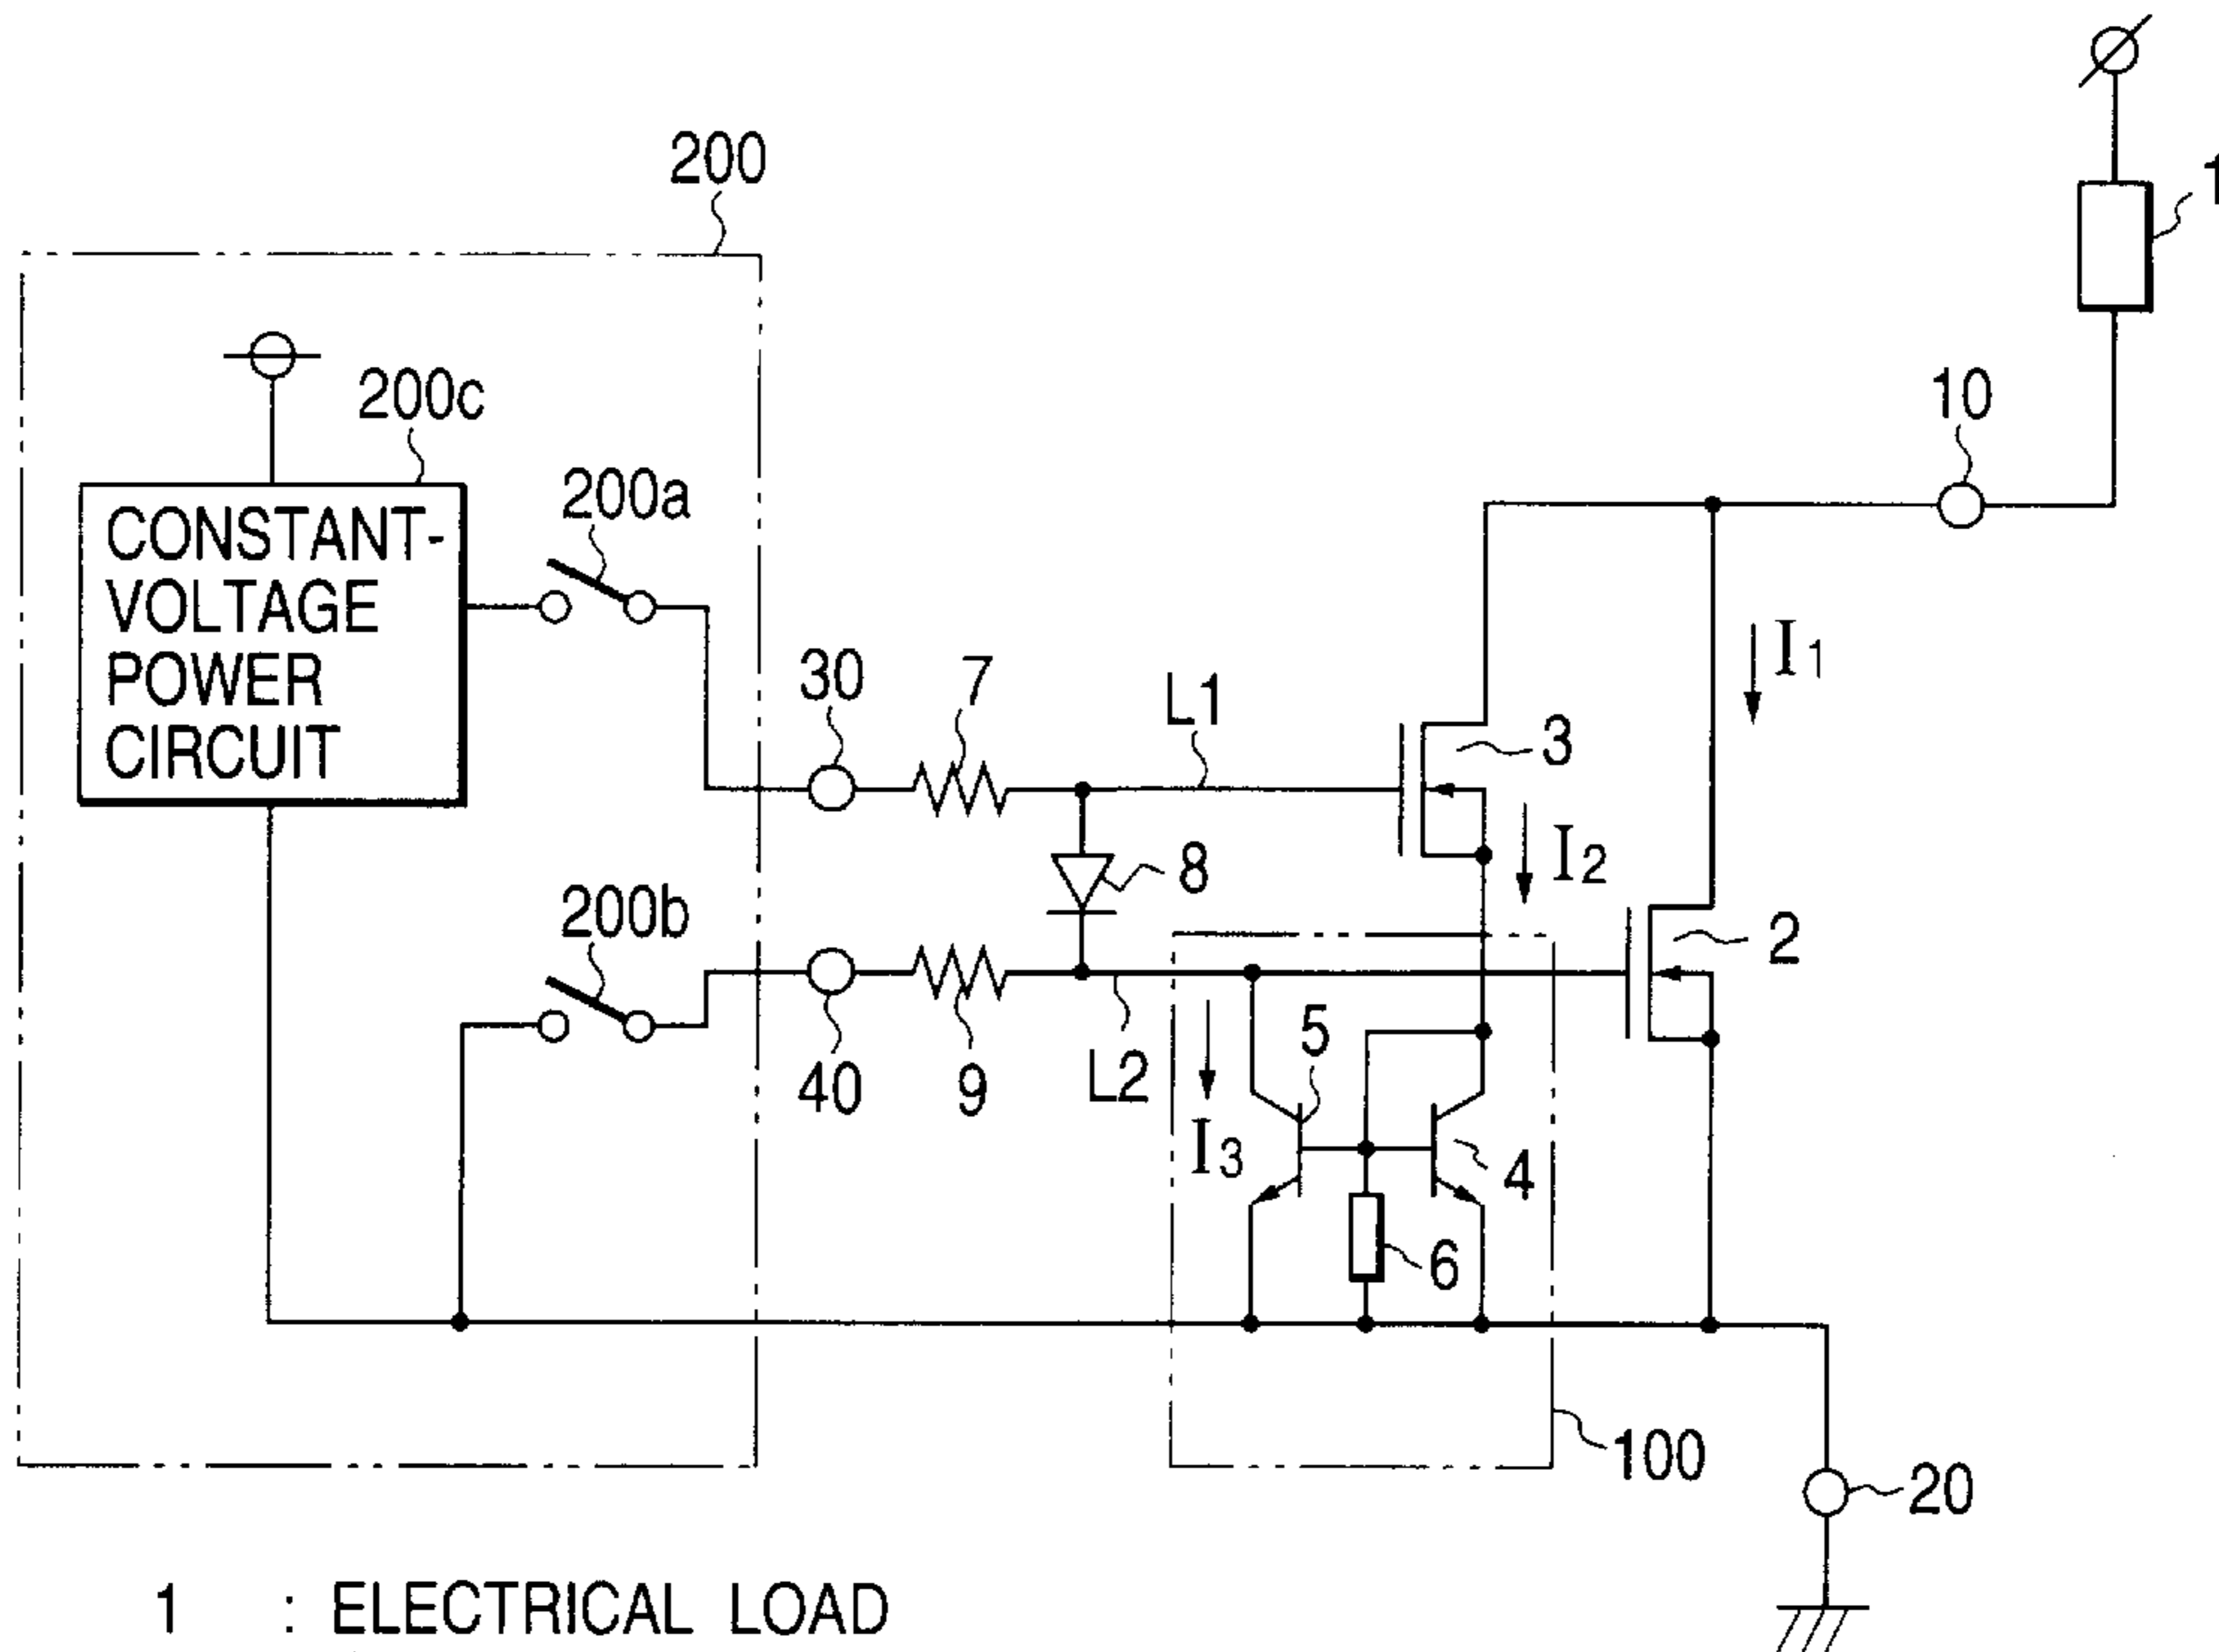 200
1
200c
10
200a
CONSTANT-
VOLTAGE
POWER
CIRCUIT
I1
30
7
L1
3
I2
8
200b
2
5
40
9
L2
I3
4
6
100
20
1 : ELECTRICAL LOAD